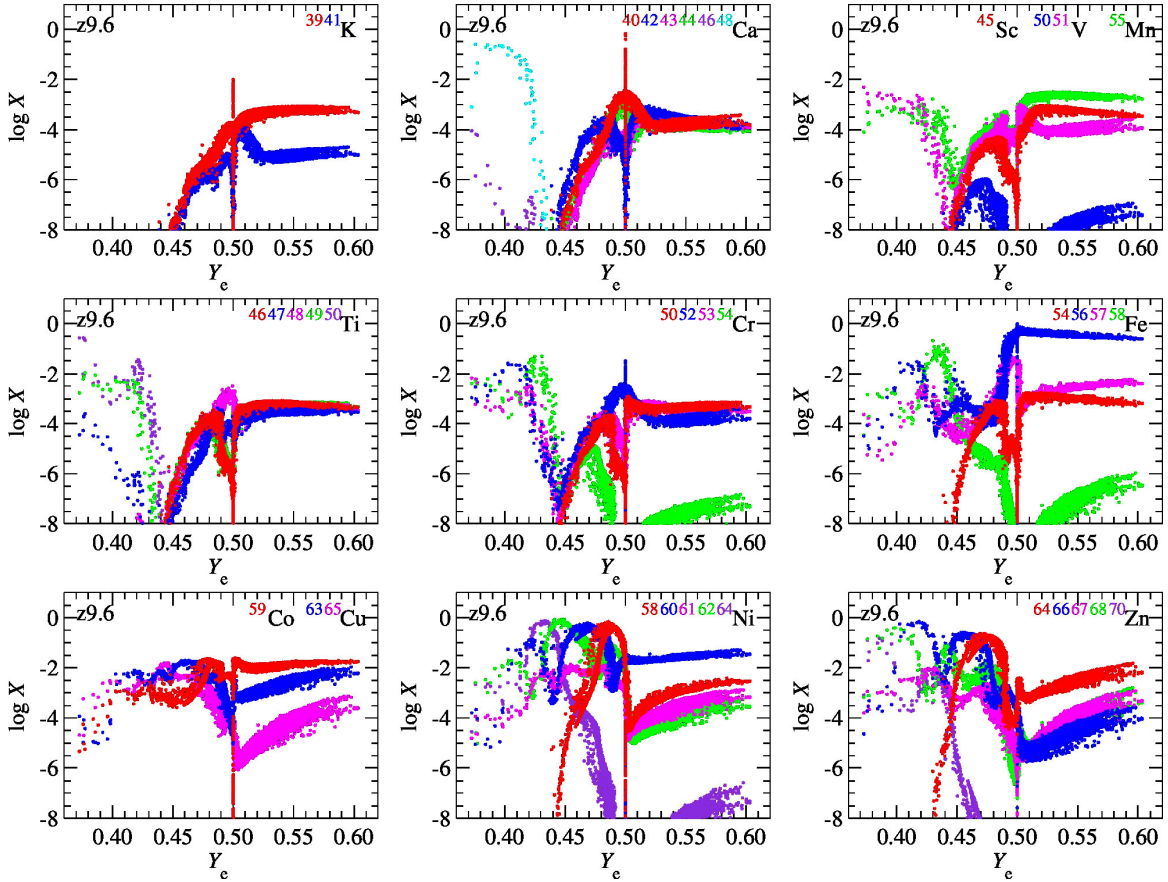 z9.6 39 41 K
z9.6 40 42 43 44 46 48 Ca
z9.6 45 Sc 50 51 V 55 Mn
0
-2
-4
-6
-8
log X
0.40 0.45 0.50 0.55 0.60
Ye
0
-2
-4
-6
-8
log X
0.40 0.45 0.50 0.55 0.60
Ye
0
-2
-4
-6
-8
log X
0.40 0.45 0.50 0.55 0.60
Ye
z9.6 46 47 48 49 50 Ti
z9.6 50 52 53 54 Cr
z9.6 54 56 57 58 Fe
0
-2
-4
-6
-8
log X
0.40 0.45 0.50 0.55 0.60
Ye
0
-2
-4
-6
-8
log X
0.40 0.45 0.50 0.55 0.60
Ye
0
-2
-4
-6
-8
log X
0.40 0.45 0.50 0.55 0.60
Ye
z9.6 59 Co 63 65 Cu
z9.6 58 60 61 62 64 Ni
z9.6 64 66 67 68 70 Zn
0
-2
-4
-6
-8
log X
0.40 0.45 0.50 0.55 0.60
Ye
0
-2
-4
-6
-8
log X
0.40 0.45 0.50 0.55 0.60
Ye
0
-2
-4
-6
-8
log X
0.40 0.45 0.50 0.55 0.60
Ye